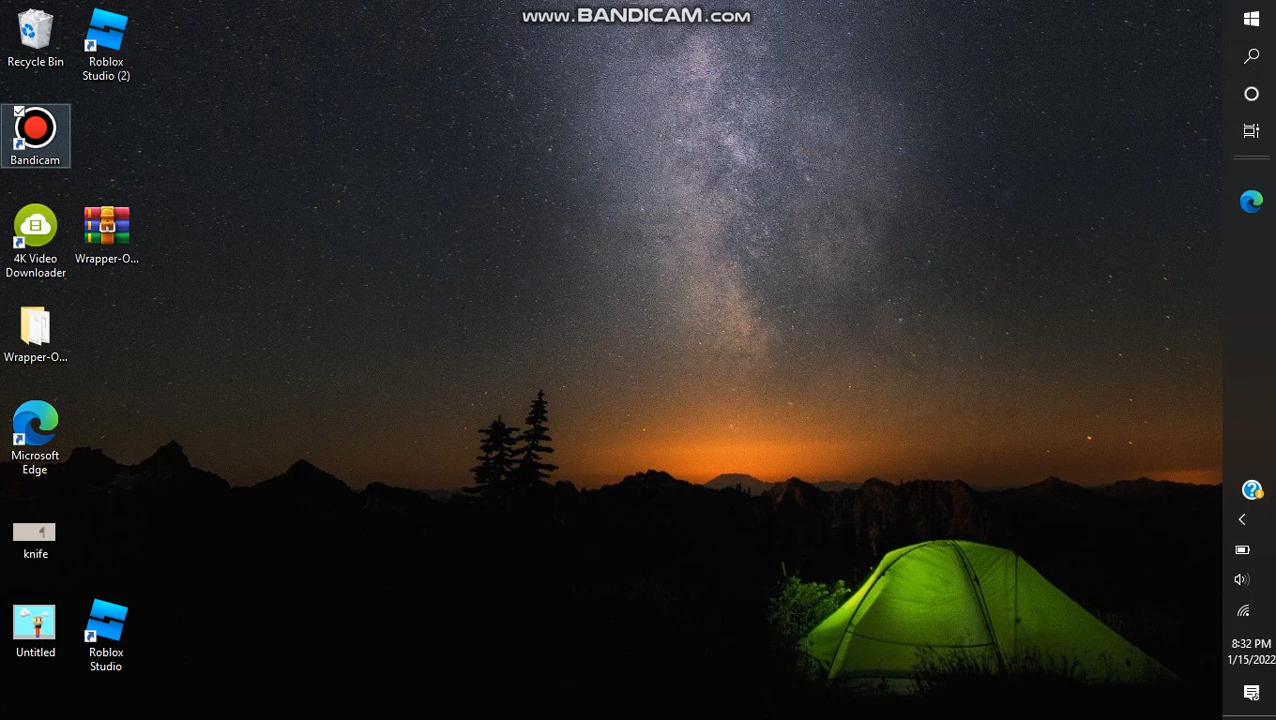 www.BANDICAM.com
Recycle Bin
Roblox
Studio (2)
Bandicam
4K Video
Downloader
Wrapper-O...
Wrapper-O...
Microsoft
Edge
knife
Untitled
Roblox
Studio
8:32 PM
1/15/2022